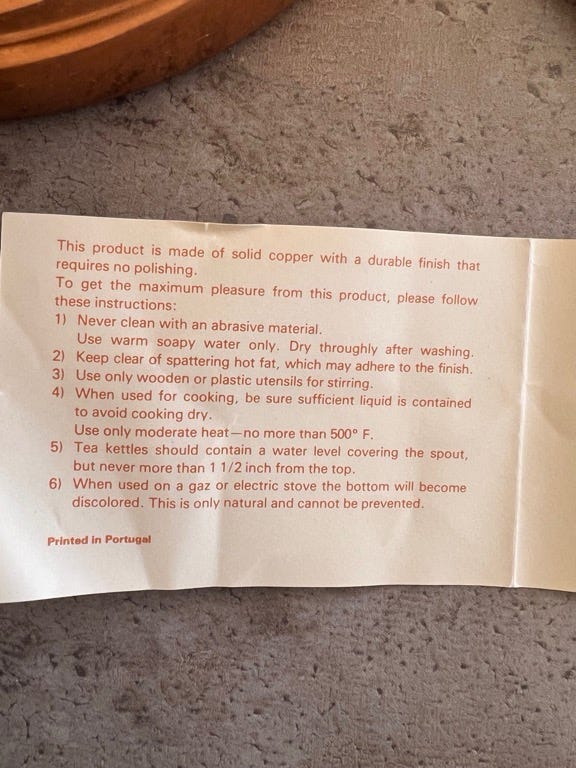 This product is made of solid copper with a durable finish that
requires no polishing.
To get the maximum pleasure from this product, please follow
these instructions:
1) Never clean with an abrasive material.
Use warm soapy water only. Dry throughly after washing.
2) Keep clear of spattering hot fat, which may adhere to the finish.
3) Use only wooden or plastic utensils for stirring.
4) When used for cooking, be sure sufficient liquid is contained
to avoid cooking dry.
Use only moderate heat—no more than 500° F.
5) Tea kettles should contain a water level covering the spout,
but never more than 1 1/2 inch from the top.
6) When used on a gaz or electric stove the bottom will become
discolored. This is only natural and cannot be prevented.
Printed in Portugal